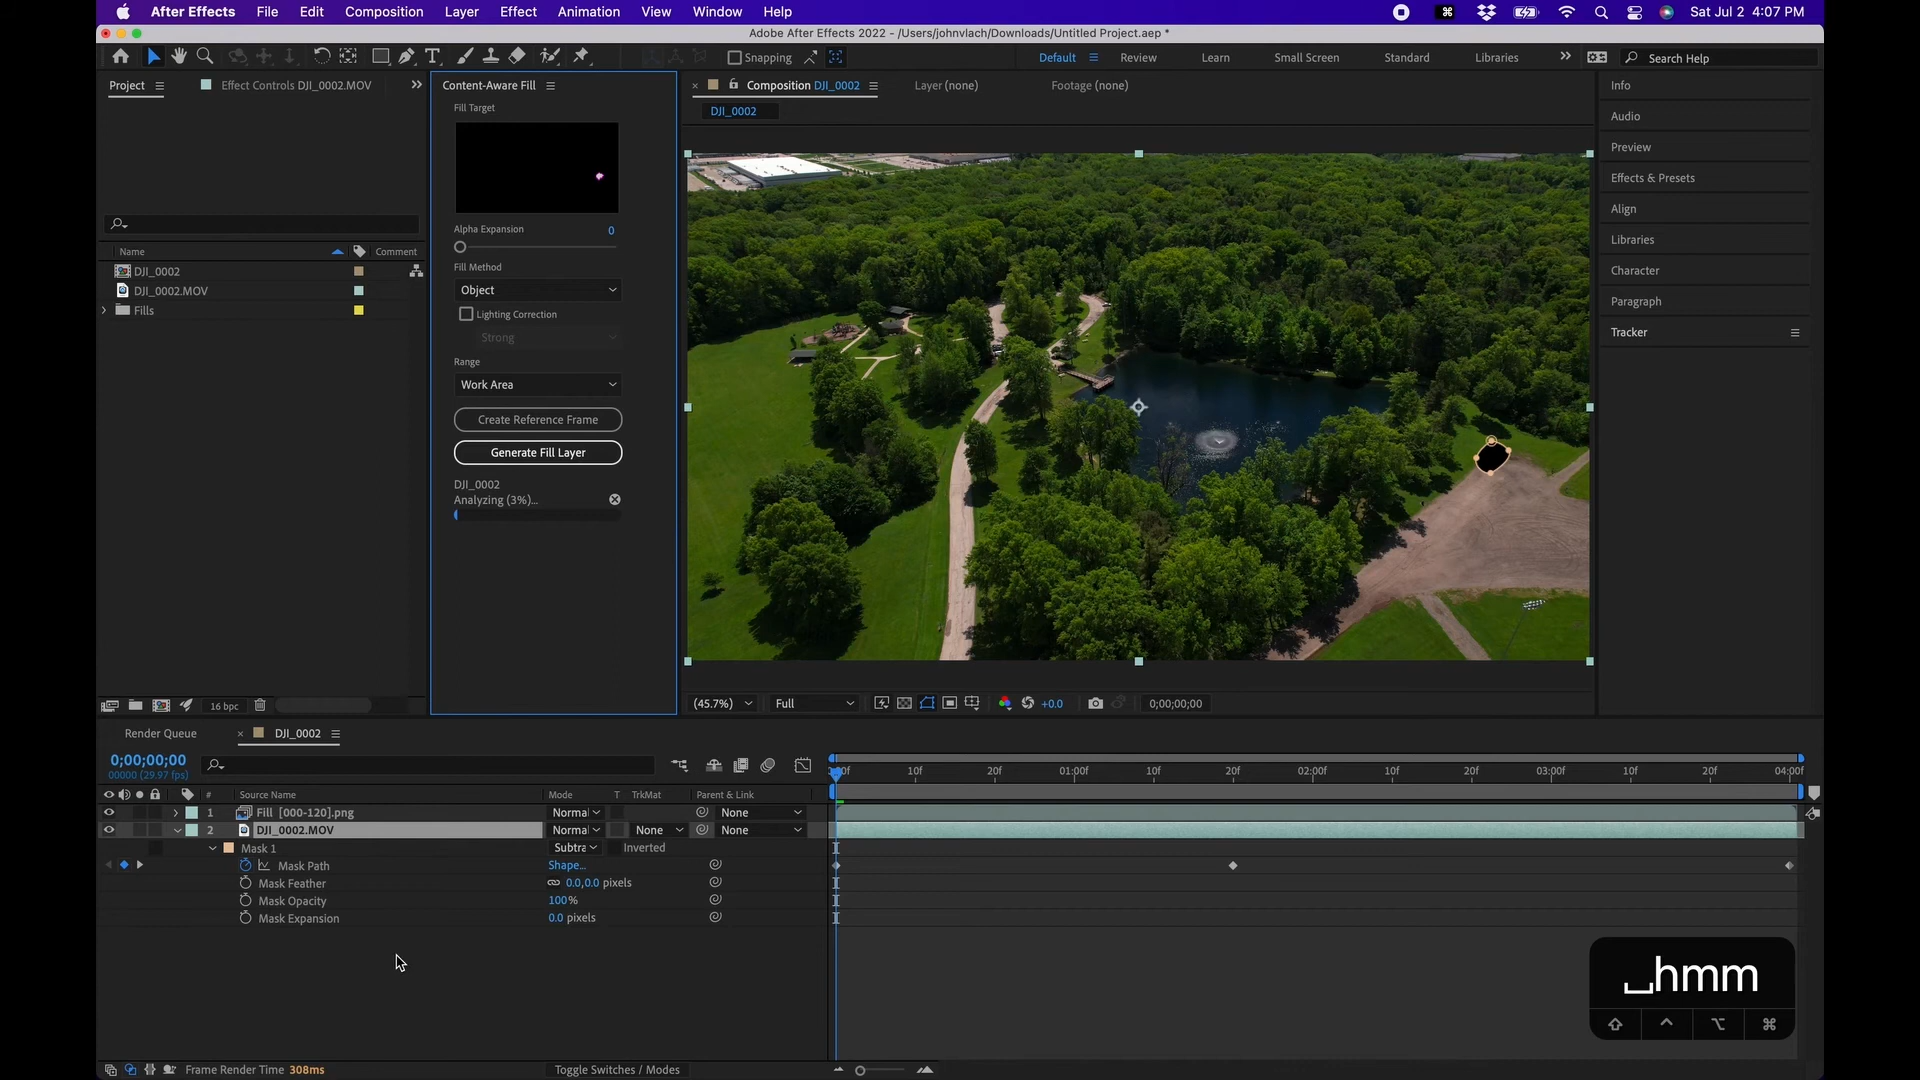 After Effects File Edit Composition Layer Effect Animation View Window Help Sat Jul 2 4:07 PM
Adobe After Effects 2022 - /Users/johnvlach/Downloads/Untitled Project.aep *
Snapping Default Review Learn Small Screen Standard Libraries Search Help
Project Effect Controls DJI_0002.MOV Content-Aware Fill Composition DJI_0002 Layer (none) Footage (none) Info
Fill Target
DJI_0002
Audio
Preview
Effects & Presets
Align
Libraries
Character
Paragraph
Tracker
Alpha Expansion 0
Name Comment
Fill Method
DJI_0002
DJI_0002.MOV
Object
Fills
Lighting Correction
Strong
Range
Work Area
Create Reference Frame
Generate Fill Layer
DJI_0002
Analyzing (3%)...
16 bpc
(45.7%) Full +0.0 0;00;00;00
Render Queue DJI_0002
0;00;00;00
00000 (29.97 fps)
:00f 10f 20f 01:00f 10f 20f 02:00f 10f 20f 03:00f 10f 20f 04:00f
# Source Name Mode T TrkMat Parent & Link
1 Fill [000-120].png Normal None
2 DJI_0002.MOV Normal None None
Mask 1 Subtra Inverted
Mask Path Shape...
Mask Feather 0.0,0.0 pixels
Mask Opacity 100%
Mask Expansion 0.0 pixels
hmm
Frame Render Time 308ms Toggle Switches / Modes